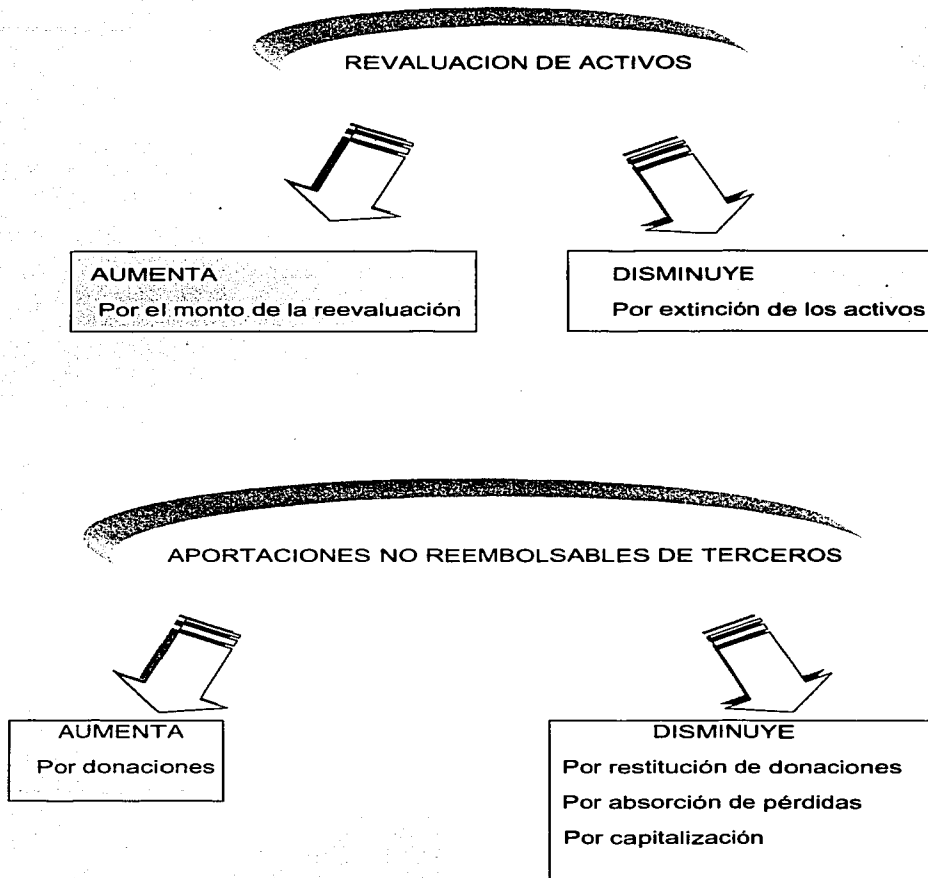 REVALUACION DE ACTIVOS
AUMENTA
Por el monto de la reevaluación
DISMINUYE
Por extinción de los activos
APORTACIONES NO REEMBOLSABLES DE TERCEROS
AUMENTA
Por donaciones
DISMINUYE
Por restitución de donaciones
Por absorción de pérdidas
Por capitalización